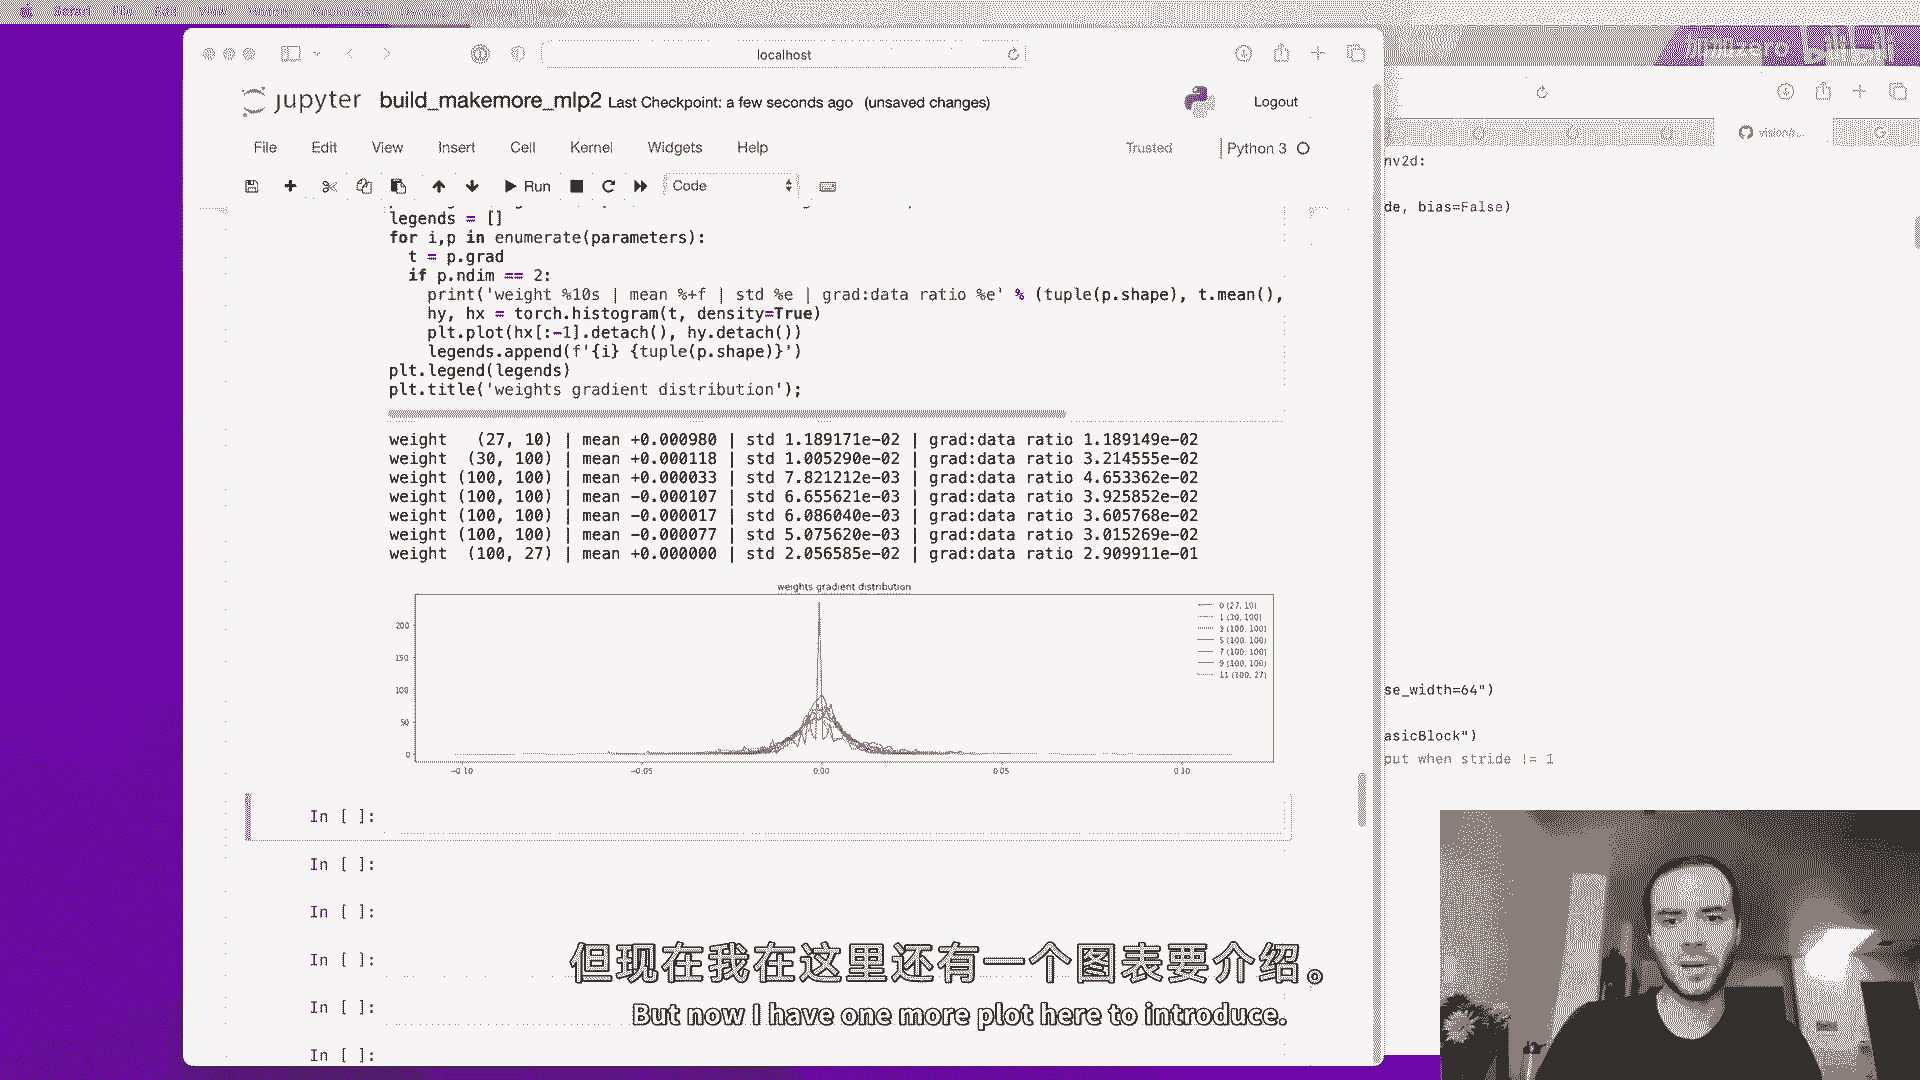 localhost
jupyter build_makemore_mlp2 Last Checkpoint: a few seconds ago (unsaved changes)
Logout
File Edit View Insert Cell Kernel Widgets Help
Trusted Python 3
Run Code
legends = []
for i,p in enumerate(parameters):
  t = p.grad
  if p.ndim == 2:
    print('weight %10s | mean %+f | std %e | grad:data ratio %e' % (tuple(p.shape), t.mean(),
    hy, hx = torch.histogram(t, density=True)
    plt.plot(hx[:-1].detach(), hy.detach())
    legends.append(f'{i} {tuple(p.shape)}')
plt.legend(legends)
plt.title('weights gradient distribution');
weight   (27, 10) | mean +0.000980 | std 1.189171e-02 | grad:data ratio 1.189149e-02
weight  (30, 100) | mean +0.000118 | std 1.005290e-02 | grad:data ratio 3.214555e-02
weight (100, 100) | mean +0.000033 | std 7.821212e-03 | grad:data ratio 4.653362e-02
weight (100, 100) | mean -0.000107 | std 6.655621e-03 | grad:data ratio 3.925852e-02
weight (100, 100) | mean -0.000017 | std 6.086040e-03 | grad:data ratio 3.605768e-02
weight (100, 100) | mean -0.000077 | std 5.075620e-03 | grad:data ratio 3.015269e-02
weight  (100, 27) | mean +0.000000 | std 2.056585e-02 | grad:data ratio 2.909911e-01
weights gradient distribution
200
150
100
50
0
-0.10 -0.05 0.00 0.05 0.10
0 (27, 10)
1 (30, 100)
3 (100, 100)
5 (100, 100)
7 (100, 100)
9 (100, 100)
11 (100, 27)
In [ ]:
In [ ]:
In [ ]:
In [ ]:
In [ ]:
In [ ]:
vision/r...
nv2d:
de, bias=False)
se_width=64")
asicBlock")
put when stride != 1
但现在我在这里还有一个图表要介绍。
But now I have one more plot here to introduce.